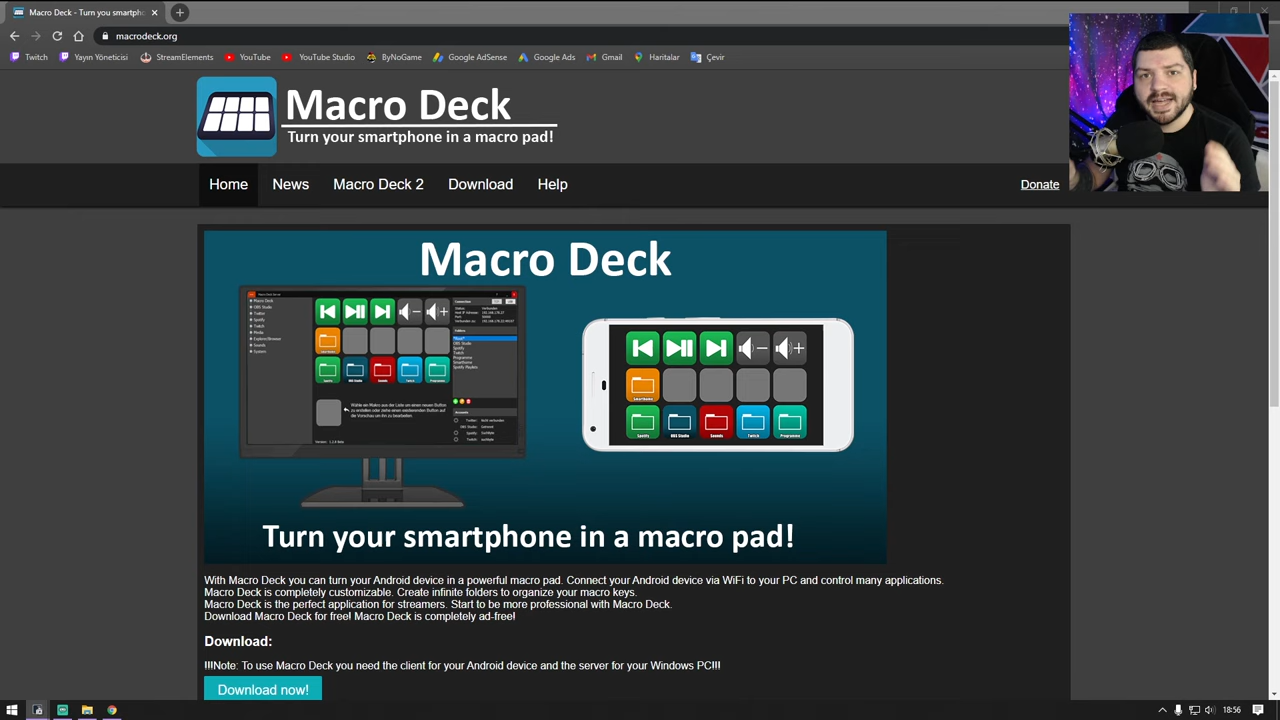 Macro Deck - Turn you smartph
macrodeck.org
Twitch
Yayın Yöneticisi
StreamElements
YouTube
YouTube Studio
ByNoGame
Google AdSense
Google Ads
Gmail
Haritalar
Çevir
Macro Deck
Turn your smartphone in a macro pad!
Home
News
Macro Deck 2
Download
Help
Donate
Macro Deck
Turn your smartphone in a macro pad!
With Macro Deck you can turn your Android device in a powerful macro pad. Connect your Android device via WiFi to your PC and control many applications.
Macro Deck is completely customizable. Create infinite folders to organize your macro keys.
Macro Deck is the perfect application for streamers. Start to be more professional with Macro Deck.
Download Macro Deck for free! Macro Deck is completely ad-free!
Download:
!!!Note: To use Macro Deck you need the client for your Android device and the server for your Windows PC!!!
Download now!
18:56